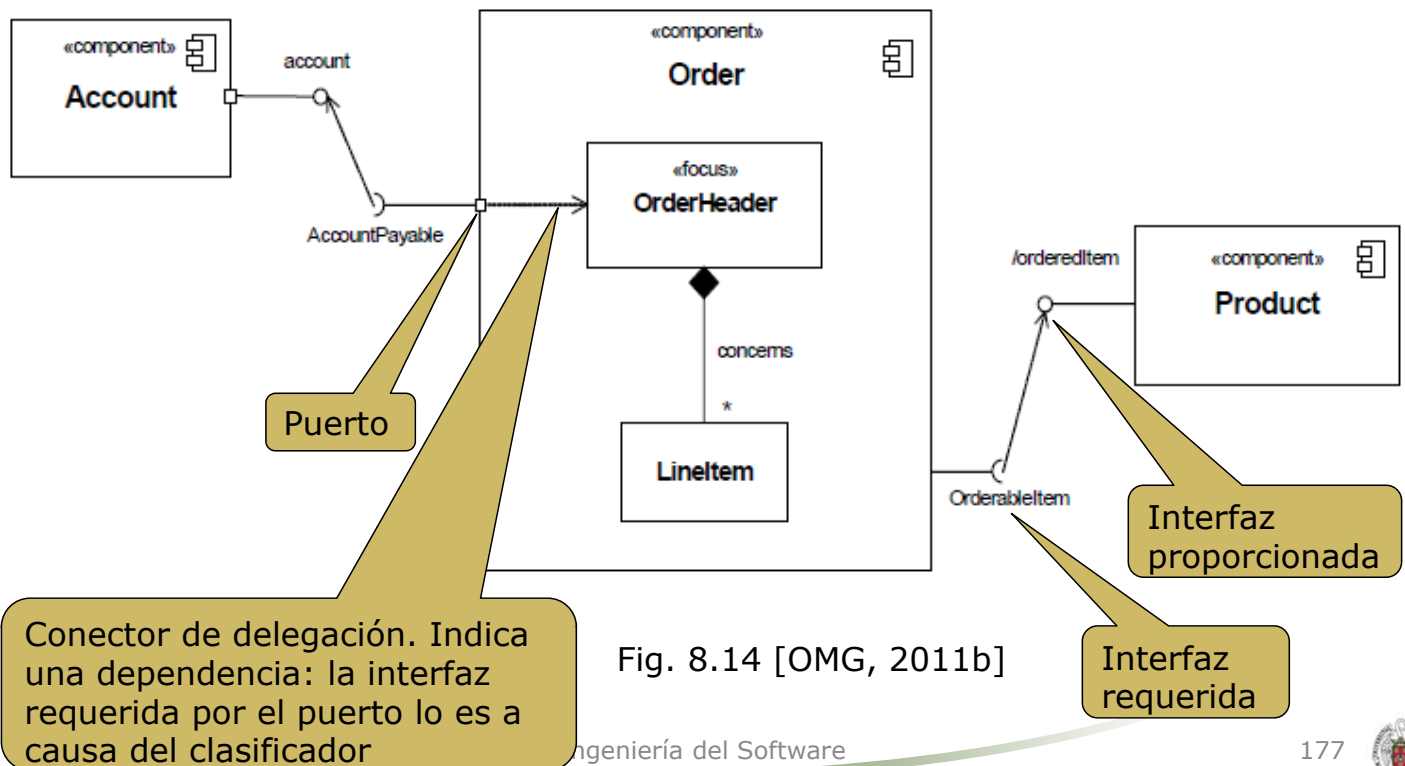 «component»
Account
account
AccountPayable
«component»
Order
«focus»
OrderHeader
concerns
*
LineItem
/orderedItem
«component»
Product
OrderableItem
Puerto
Interfaz
proporcionada
Interfaz
requerida
Conector de delegación. Indica
una dependencia: la interfaz
requerida por el puerto lo es a
causa del clasificador
Fig. 8.14 [OMG, 2011b]
ngeniería del Software
177